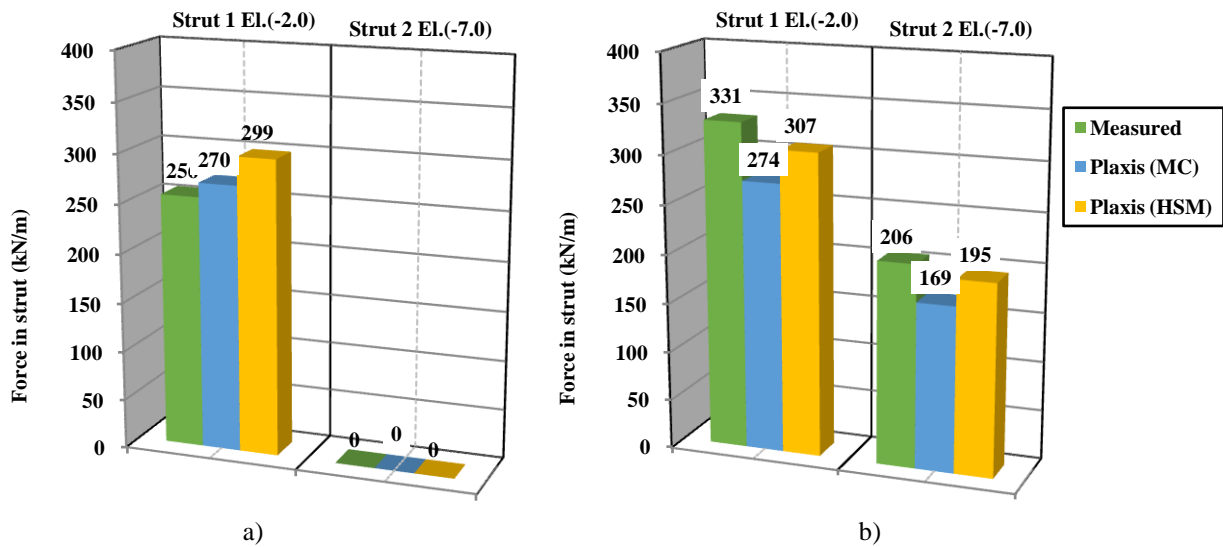 Strut 1 El.(-2.0)
Strut 2 El.(-7.0)
Force in strut (kN/m)
400
350
300
250
200
150
100
50
0
270
299
0
0
0
a)
Strut 1 El.(-2.0)
Strut 2 El.(-7.0)
Force in strut (kN/m)
400
350
300
250
200
150
100
50
0
331
274
307
206
169
195
b)
Measured
Plaxis (MC)
Plaxis (HSM)